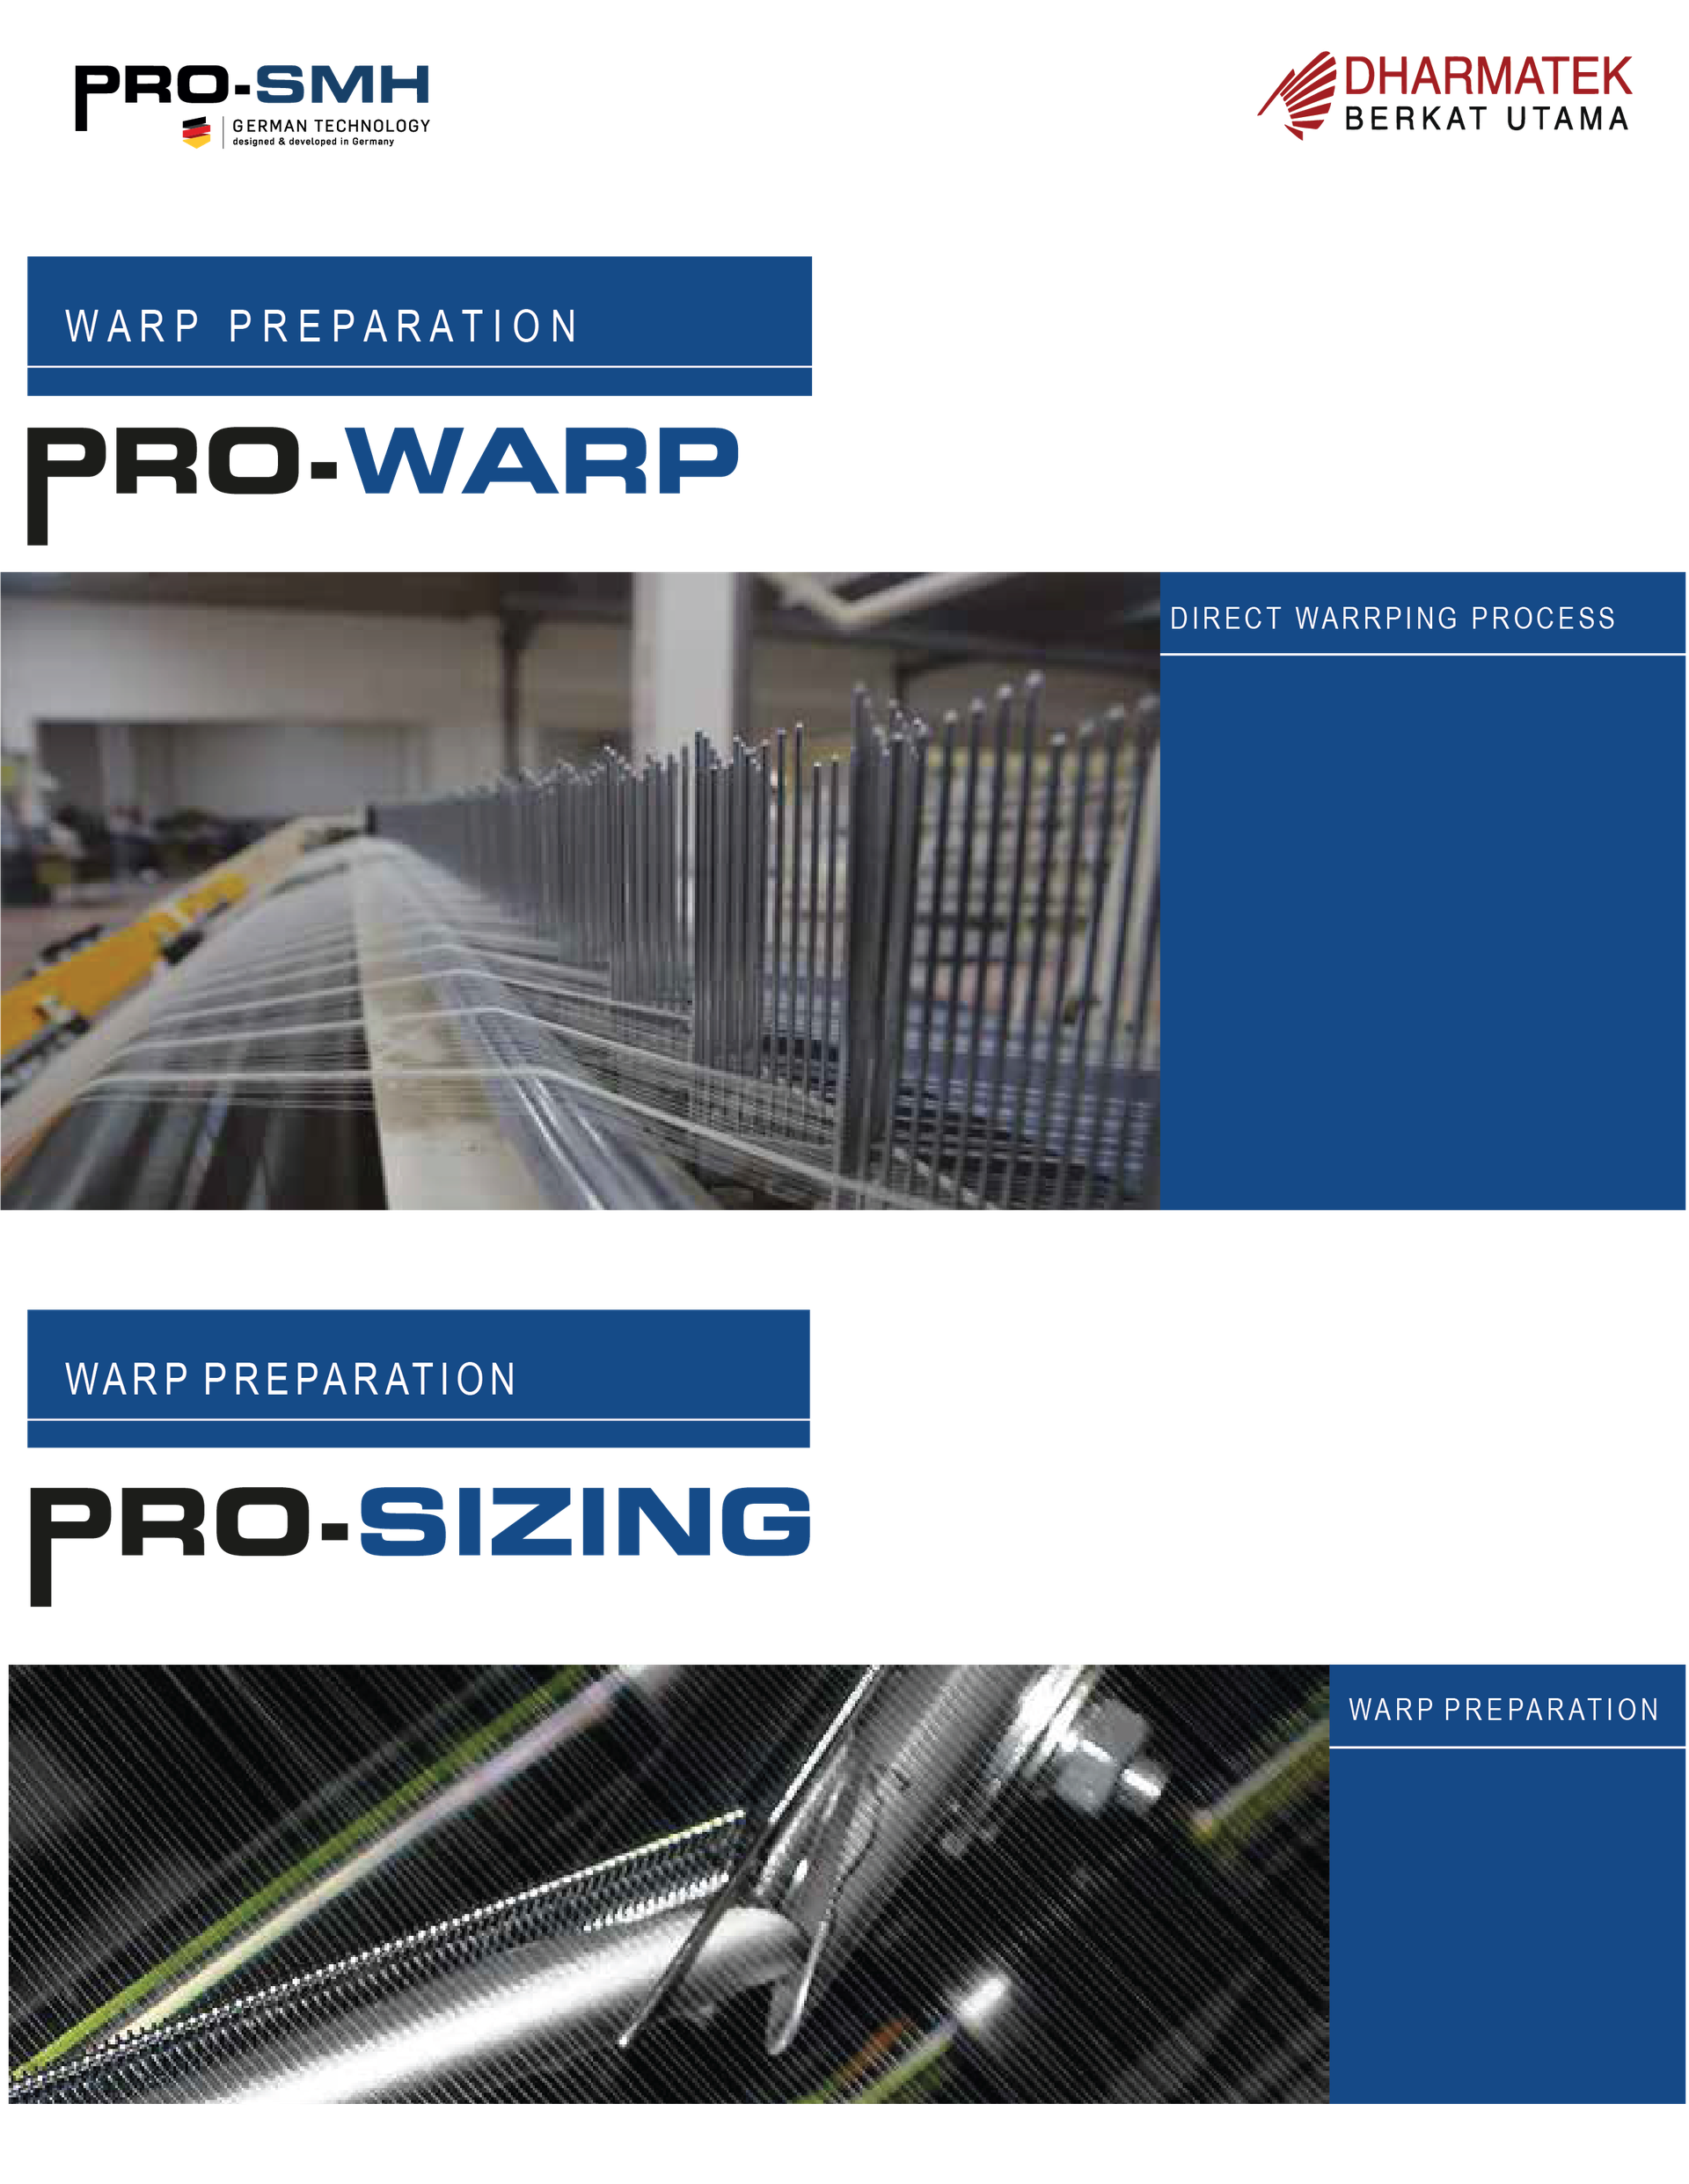 PRO-SMH
GERMAN TECHNOLOGY
designed & developed in Germany
DHARMATEK
BERKAT UTAMA
WARP PREPARATION
PRO-WARP
DIRECT WARRPING PROCESS
WARP PREPARATION
PRO-SIZING
WARP PREPARATION